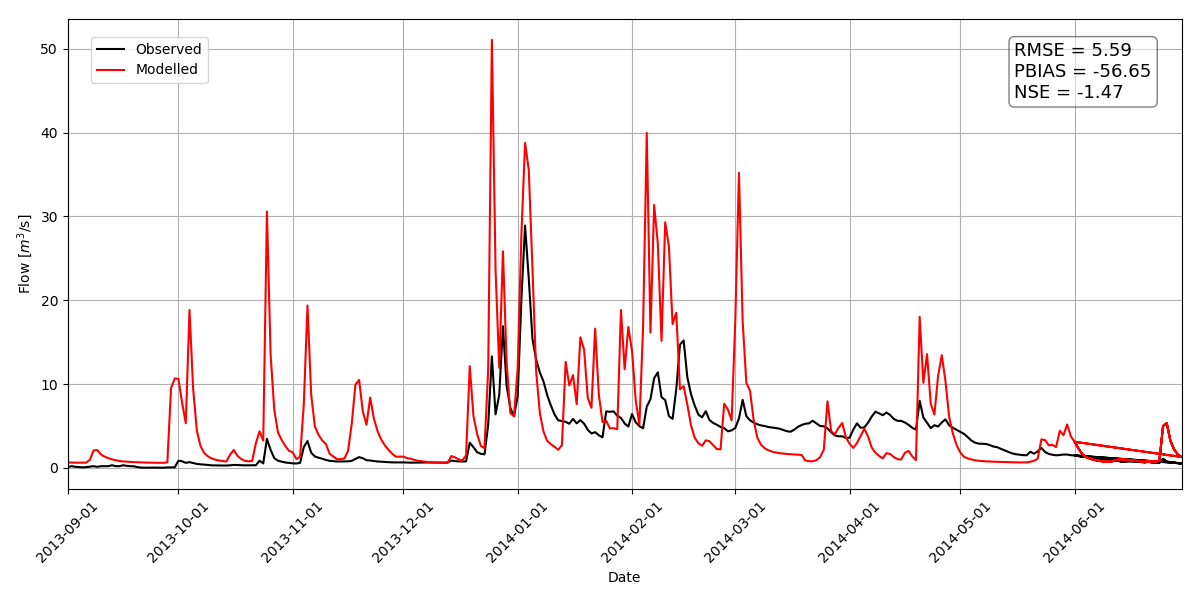 50
40
30
20
10
0
Flow [m³/s]
Observed
Modelled
RMSE = 5.59
PBIAS = -56.65
NSE = -1.47
2013-09-01
2013-10-01
2013-11-01
2013-12-01
2014-01-01
2014-02-01
2014-03-01
2014-04-01
2014-05-01
2014-06-01
Date